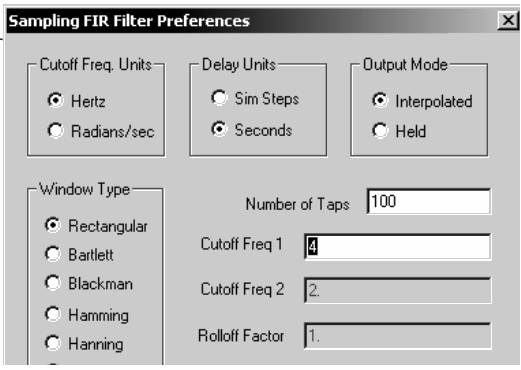 Sampling FIR Filter Preferences
Cutoff Freq. Units
Hertz
Radians/sec
Delay Units
Sim Steps
Seconds
Output Mode
Interpolated
Held
Window Type
Rectangular
Bartlett
Blackman
Hamming
Hanning
Number of Taps 100
Cutoff Freq 1 4
Cutoff Freq 2 2.
Rolloff Factor 1.